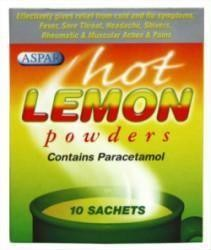 Effectively gives relief from cold and flu symptoms,
Fever, Sore Throat, Headache, Shivers,
Rheumatic & Muscular Aches & Pains
ASPAR
hot
LEMON
powders
Contains Paracetamol
10 SACHETS